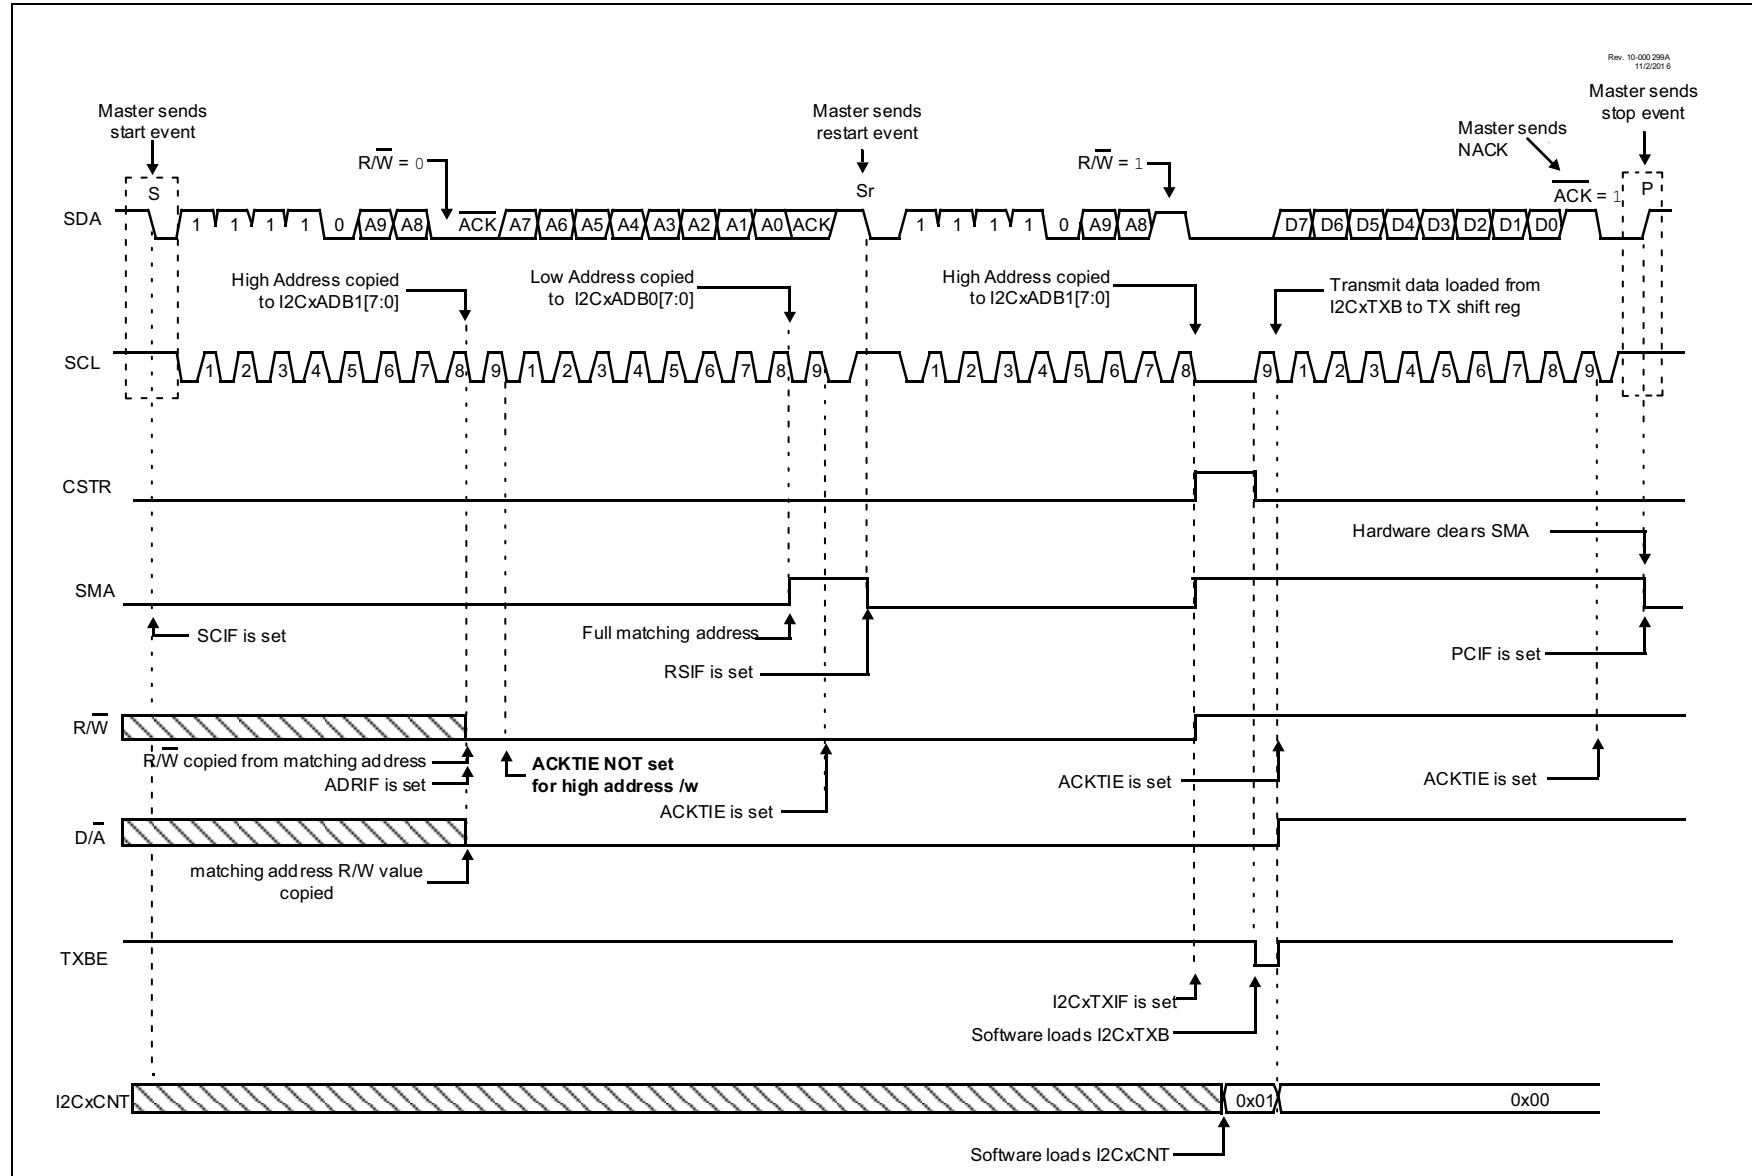 Rev. 10-000 299A
11/2/201 6
Master sends
start event
Master sends
restart event
Master sends
stop event
Master sends
NACK
R/W̅ = 0
R/W̅ = 1
A̅C̅K̅ = 1
S
Sr
P
SDA
1 1 1 1 0 A9 A8 A̅C̅K̅ A7 A6 A5 A4 A3 A2 A1 A0 ACK 1 1 1 1 0 A9 A8 D7 D6 D5 D4 D3 D2 D1 D0
High Address copied
to I2CxADB1[7:0]
Low Address copied
to I2CxADB0[7:0]
High Address copied
to I2CxADB1[7:0]
Transmit data loaded from
I2CxTXB to TX shift reg
SCL
1 2 3 4 5 6 7 8 9 1 2 3 4 5 6 7 8 9 1 2 3 4 5 6 7 8 9 1 2 3 4 5 6 7 8 9
CSTR
Hardware clears SMA
SMA
SCIF is set
Full matching address
RSIF is set
PCIF is set
R/W̅
R/W̅ copied from matching address
ADRIF is set
ACKTIE NOT set
for high address /w
ACKTIE is set
ACKTIE is set
ACKTIE is set
D/A̅
matching address R/W value
copied
TXBE
I2CxTXIF is set
Software loads I2CxTXB
I2CxCNT
0x01
0x00
Software loads I2CxCNT